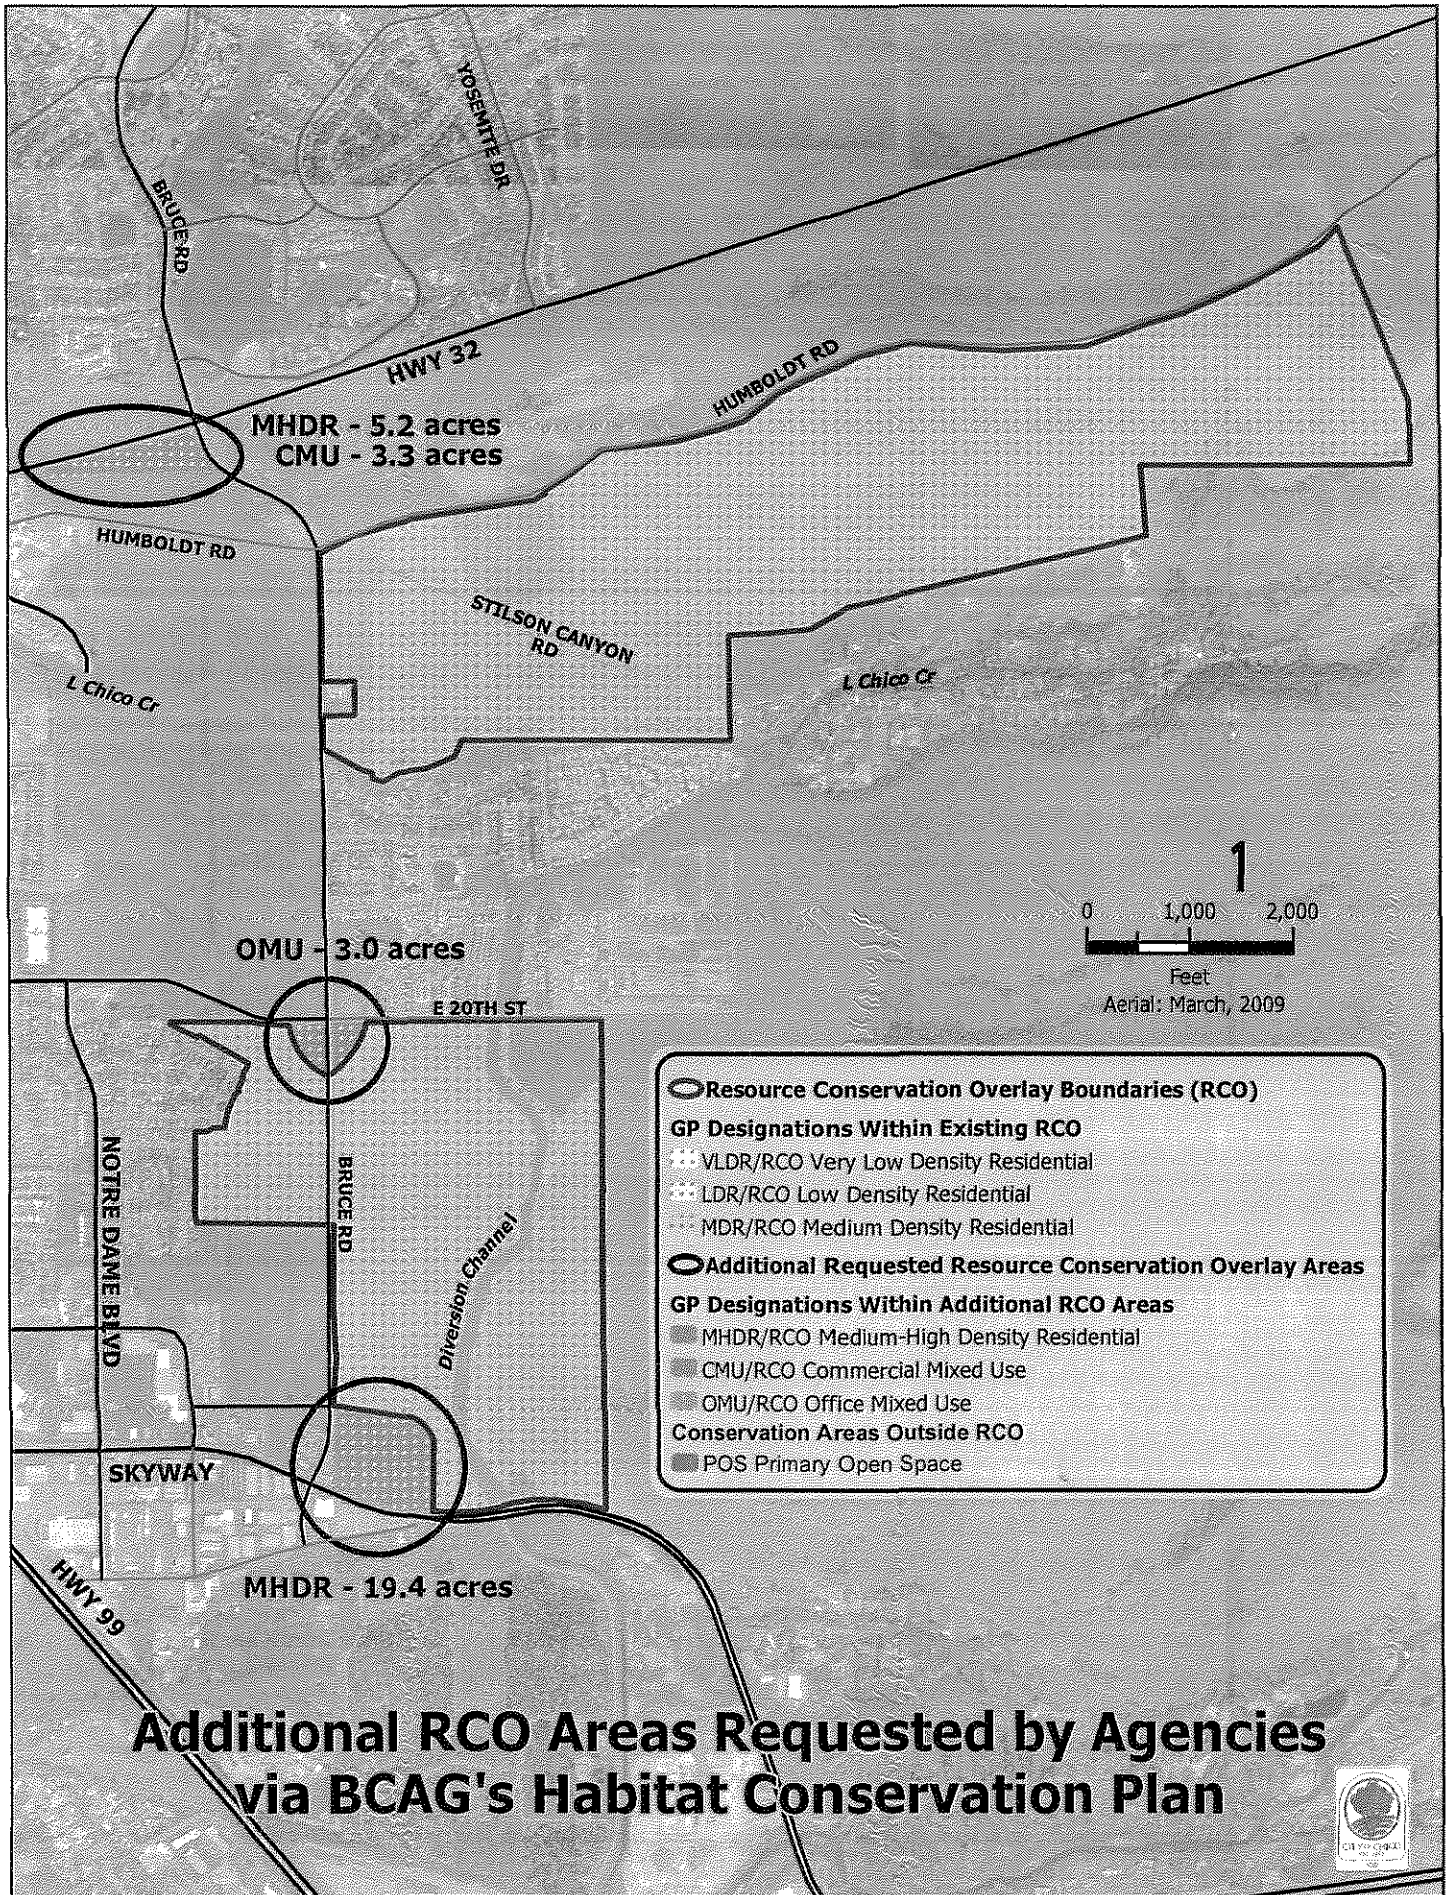 YOSEMITE DR
BRUCE RD
HWY 32
HUMBOLDT RD
MHDR - 5.2 acres
CMU - 3.3 acres
HUMBOLDT RD
STILSON CANYON
RD
L Chico Cr
L Chico Cr
1
0 1,000 2,000
Feet
Aerial: March, 2009
OMU - 3.0 acres
E 20TH ST
Resource Conservation Overlay Boundaries (RCO)
GP Designations Within Existing RCO
VLDR/RCO Very Low Density Residential
LDR/RCO Low Density Residential
MDR/RCO Medium Density Residential
Additional Requested Resource Conservation Overlay Areas
GP Designations Within Additional RCO Areas
MHDR/RCO Medium-High Density Residential
CMU/RCO Commercial Mixed Use
OMU/RCO Office Mixed Use
Conservation Areas Outside RCO
POS Primary Open Space
NOTRE DAME BLVD
BRUCE RD
Diversion Channel
SKYWAY
MHDR - 19.4 acres
HWY 99
Additional RCO Areas Requested by Agencies
via BCAG's Habitat Conservation Plan
CITY OF CHICO